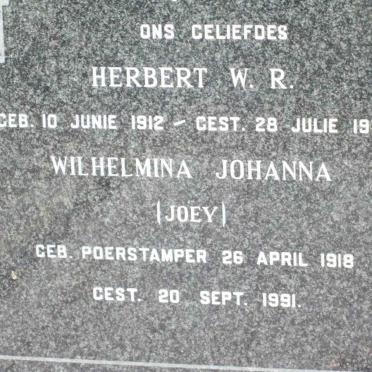 ONS GELIEFDES
HERBERT W. R.
GEB. 10 JUNIE 1912 – GEST. 28 JULIE 19
WILHELMINA JOHANNA
(JOEY)
GEB. POERSTAMPER 26 APRIL 1918
GEST. 20 SEPT. 1991.